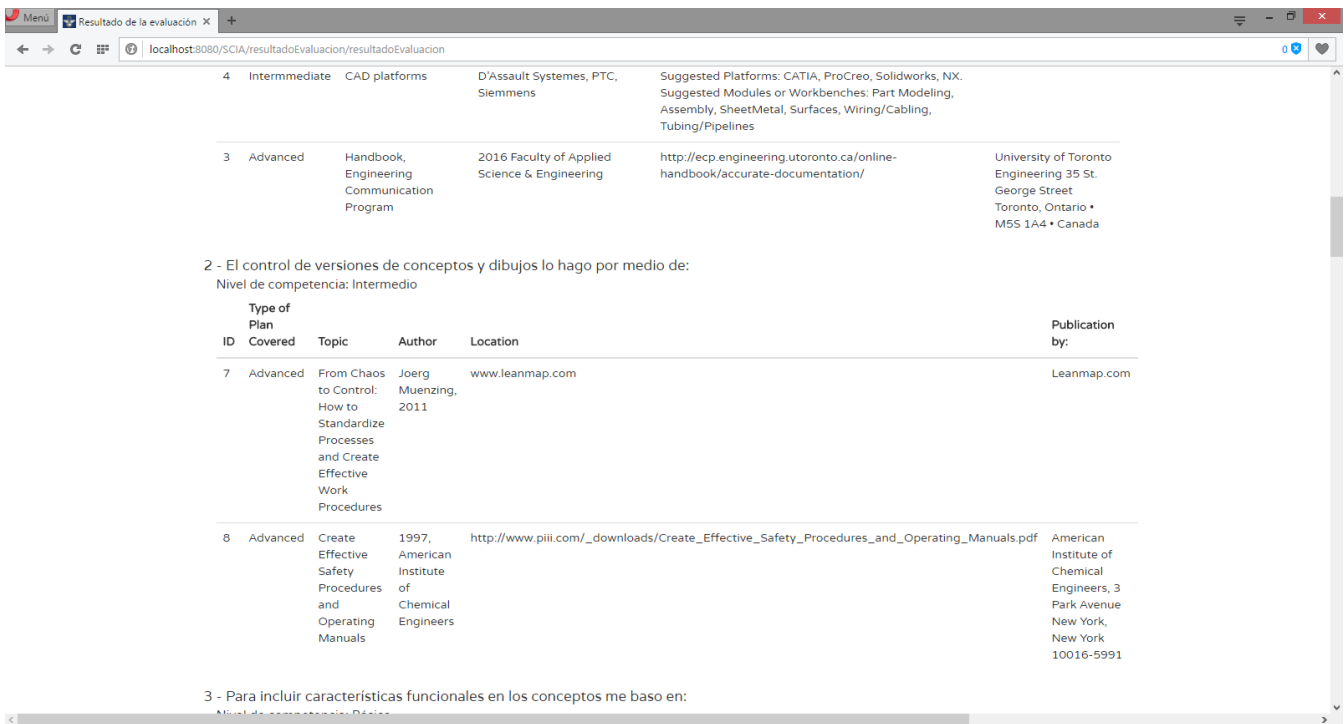 Menú
Resultado de la evaluación
localhost:8080/SCIA/resultadoEvaluacion/resultadoEvaluacion
0
4 Intermmediate CAD platforms D'Assault Systemes, PTC, Suggested Platforms: CATIA, ProCreo, Solidworks, NX.
Siemmens Suggested Modules or Workbenches: Part Modeling,
Assembly, SheetMetal, Surfaces, Wiring/Cabling,
Tubing/Pipelines
3 Advanced Handbook, 2016 Faculty of Applied http://ecp.engineering.utoronto.ca/online- University of Toronto
Engineering Science & Engineering handbook/accurate-documentation/ Engineering 35 St.
Communication George Street
Program Toronto, Ontario •
M5S 1A4 • Canada
2 - El control de versiones de conceptos y dibujos lo hago por medio de:
Nivel de competencia: Intermedio
Type of
Plan Publication
ID Covered Topic Author Location by:
7 Advanced From Chaos Joerg www.leanmap.com Leanmap.com
to Control: Muenzing,
How to 2011
Standardize
Processes
and Create
Effective
Work
Procedures
8 Advanced Create 1997, http://www.piii.com/_downloads/Create_Effective_Safety_Procedures_and_Operating_Manuals.pdf American
Effective American Institute of
Safety Institute Chemical
Procedures of Engineers, 3
and Chemical Park Avenue
Operating Engineers New York,
Manuals New York
10016-5991
3 - Para incluir características funcionales en los conceptos me baso en:
Nivel de competencia: Básico